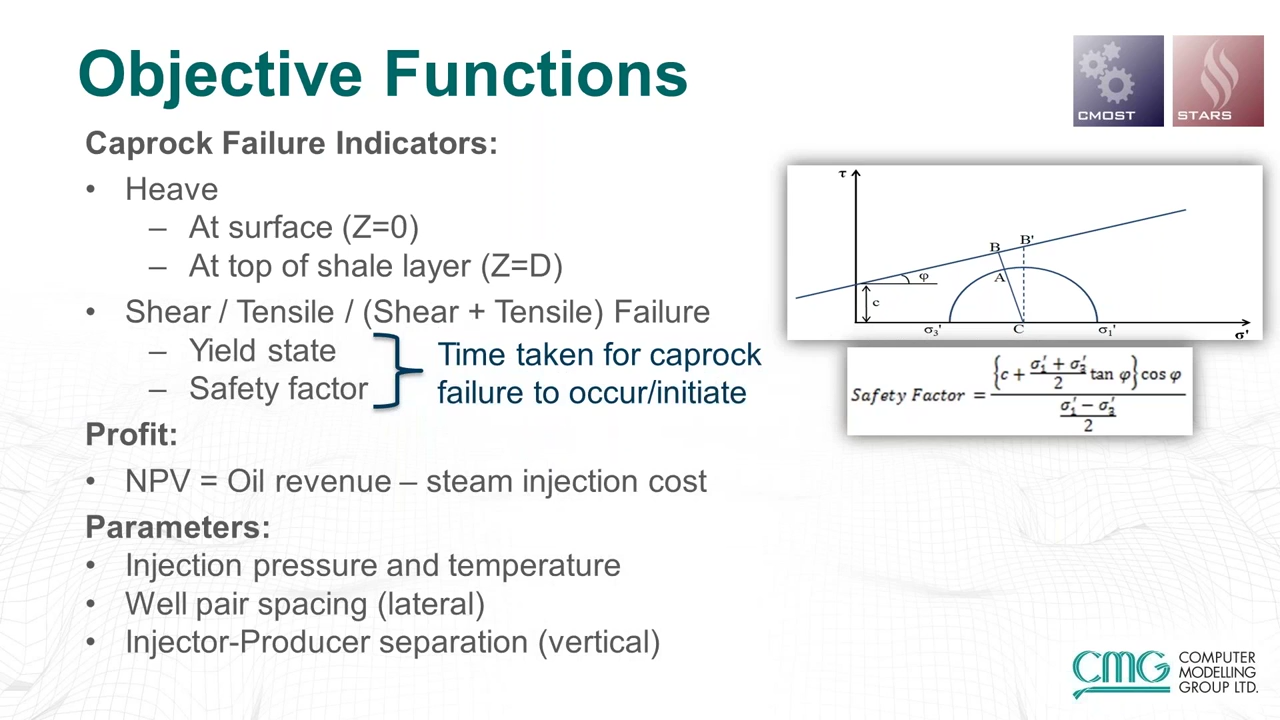 Objective Functions
CMOST
STARS
Caprock Failure Indicators:
• Heave
– At surface (Z=0)
– At top of shale layer (Z=D)
• Shear / Tensile / (Shear + Tensile) Failure
– Yield state
– Safety factor
Time taken for caprock
failure to occur/initiate
Profit:
• NPV = Oil revenue – steam injection cost
Parameters:
• Injection pressure and temperature
• Well pair spacing (lateral)
• Injector-Producer separation (vertical)
τ
B B'
φ A
c
σ₃' C σ₁' σ'
Safety Factor = {c + (σ₁′ + σ₃′)/2 tan φ} cos φ / ((σ₁′ − σ₃′)/2)
CMG COMPUTER
MODELLING
GROUP LTD.